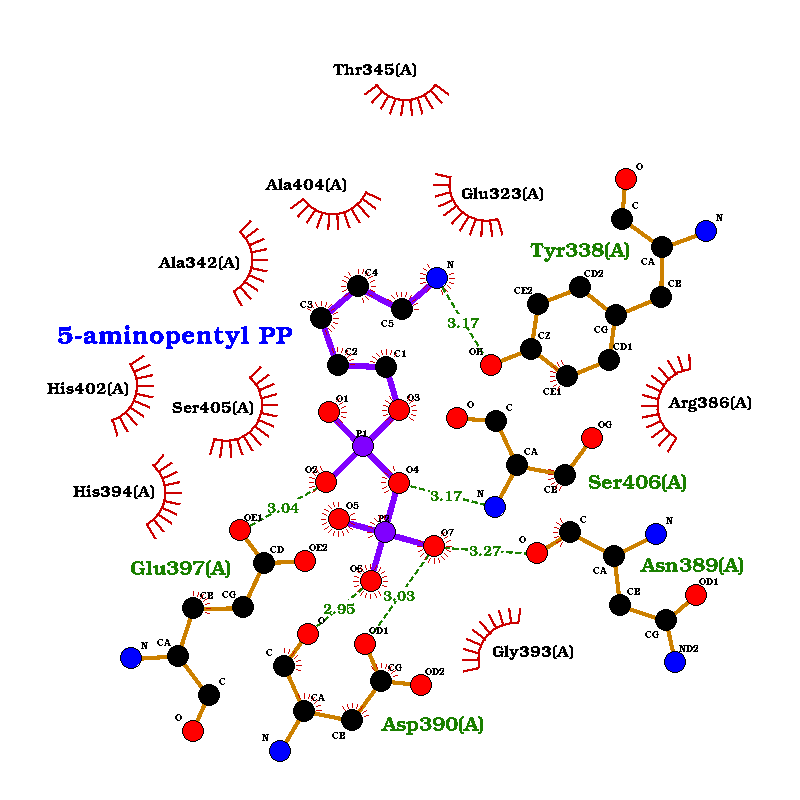 Thr345(A)
O
Ala404(A)
Glu323(A)
C
N
Tyr338(A)
CA
Ala342(A)
N
C4
CD2
CE2
CB
C3
C5
CG
3.17
5-aminopentyl PP
CZ
OH
CD1
C2
C1
CE1
His402(A)
Ser405(A)
O1
O3
Arg386(A)
O
C
OG
P1
CA
O2
O4
CB
Ser406(A)
His394(A)
3.17
N
3.04
O5
OE1
P2
O7
C
N
O
3.27
OE2
CD
CA
Asn389(A)
Glu397(A)
O6
OD1
CB
CG
3.03
CB
2.95
O
OD1
CG
N
CA
C
CG
Gly393(A)
ND2
C
OD2
CA
O
CB
Asp390(A)
N